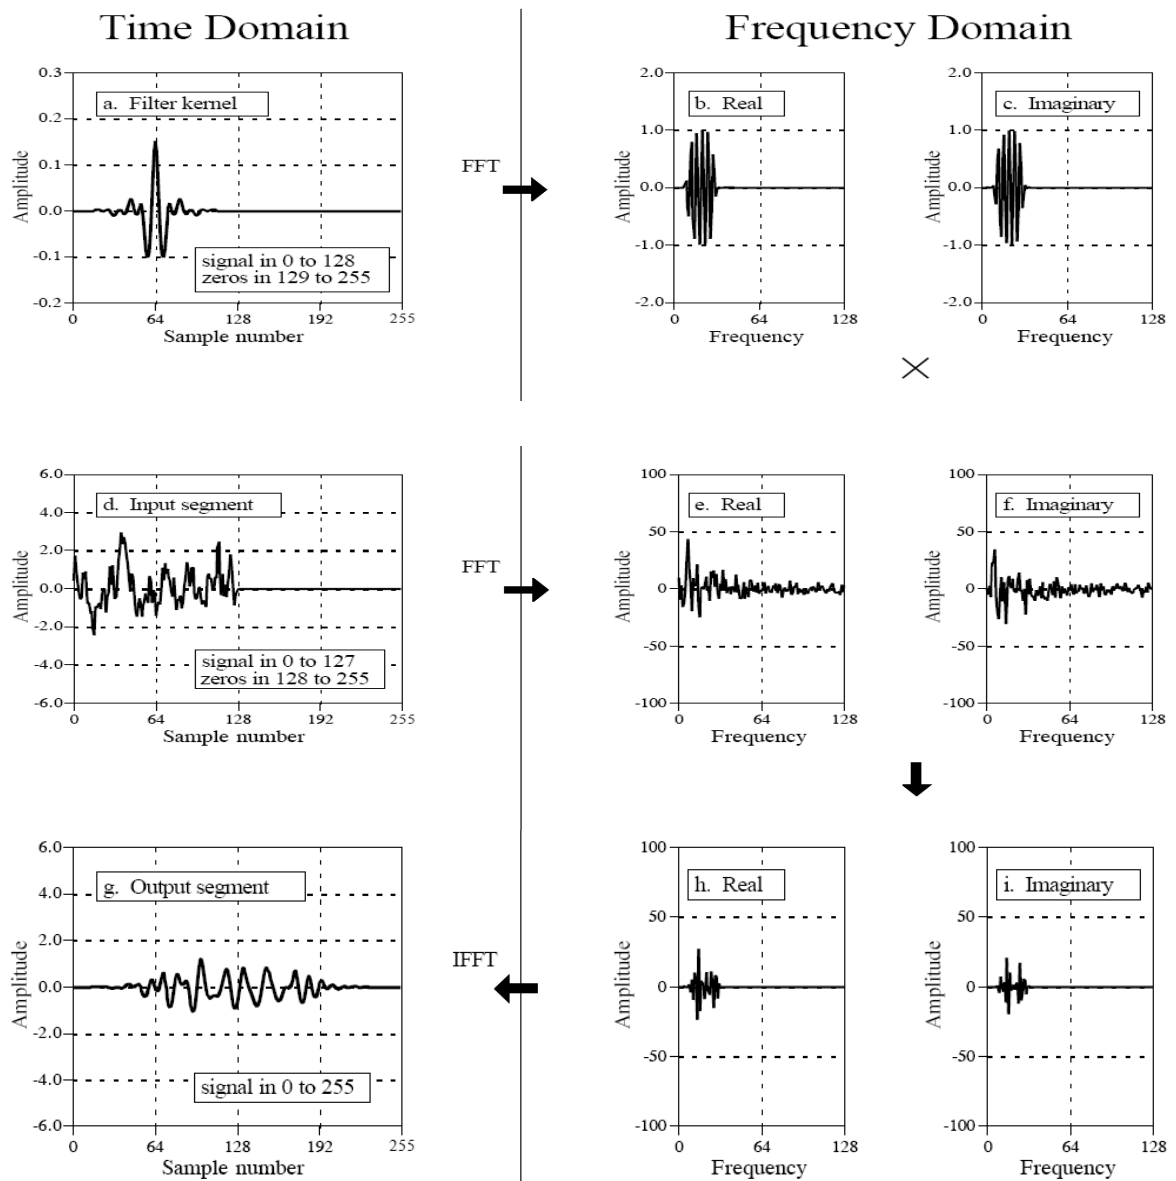 Time Domain
Frequency Domain
0.3
0.2
0.1
0.0
-0.1
-0.2
Amplitude
a. Filter kernel
signal in 0 to 128
zeros in 129 to 255
0 64 128 192 255
Sample number
FFT
2.0
1.0
0.0
-1.0
-2.0
Amplitude
b. Real
0 64 128
Frequency
2.0
1.0
0.0
-1.0
-2.0
Amplitude
c. Imaginary
0 64 128
Frequency
×
6.0
4.0
2.0
0.0
-2.0
-4.0
-6.0
Amplitude
d. Input segment
signal in 0 to 127
zeros in 128 to 255
0 64 128 192 255
Sample number
FFT
100
50
0
-50
-100
Amplitude
e. Real
0 64 128
Frequency
100
50
0
-50
-100
Amplitude
f. Imaginary
0 64 128
Frequency
6.0
4.0
2.0
0.0
-2.0
-4.0
-6.0
Amplitude
g. Output segment
signal in 0 to 255
0 64 128 192 255
Sample number
IFFT
100
50
0
-50
-100
Amplitude
h. Real
0 64 128
Frequency
100
50
0
-50
-100
Amplitude
i. Imaginary
0 64 128
Frequency